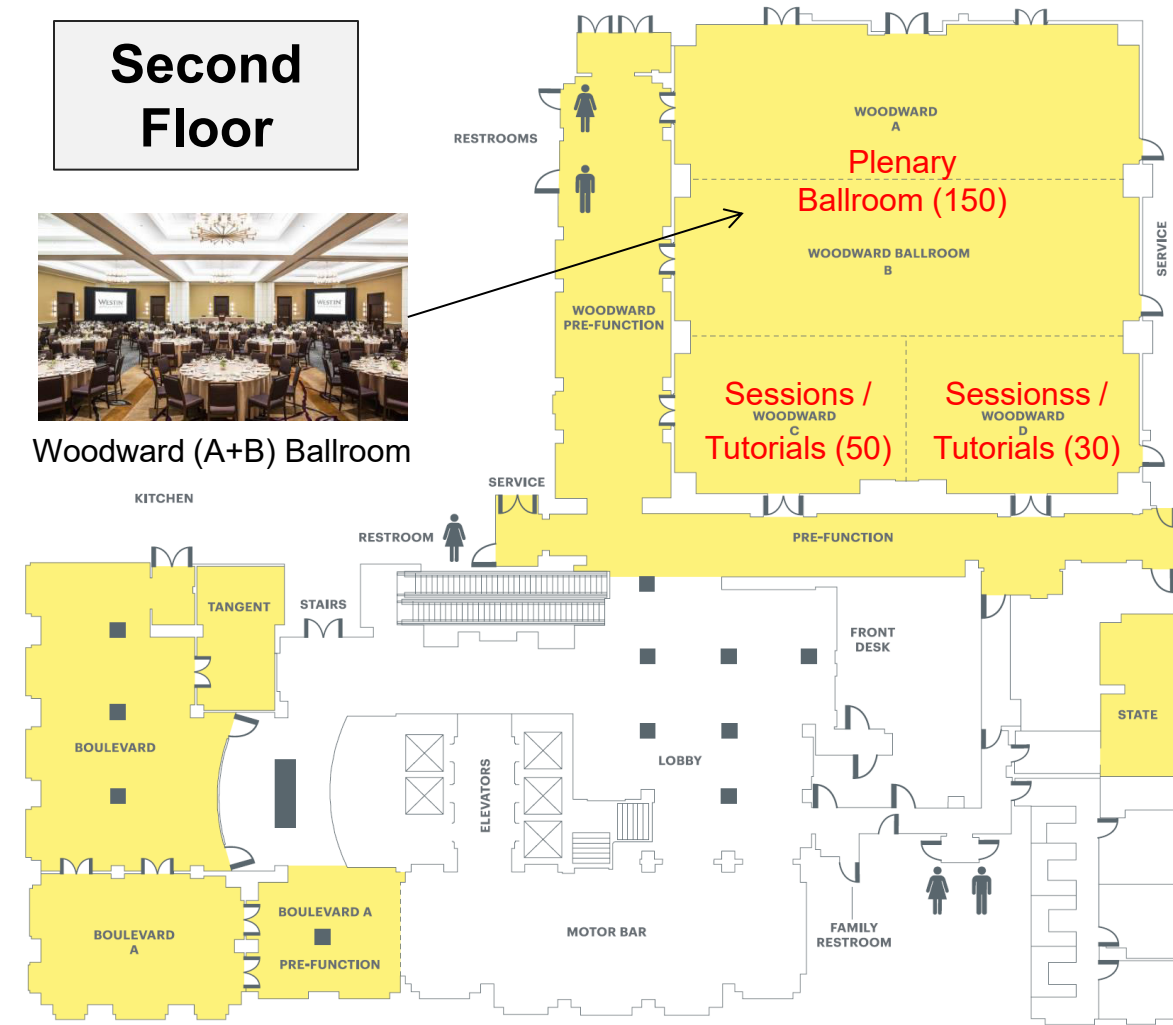 Second
Floor
RESTROOMS
WOODWARD
A
Plenary
Ballroom (150)
WOODWARD BALLROOM
B
SERVICE
WESTIN
WESTIN
WOODWARD
PRE-FUNCTION
Woodward (A+B) Ballroom
Sessions /
WOODWARD
C
Tutorials (50)
Sessionss /
WOODWARD
D
Tutorials (30)
KITCHEN
SERVICE
RESTROOM
PRE-FUNCTION
TANGENT
STAIRS
FRONT
DESK
STATE
BOULEVARD
ELEVATORS
LOBBY
BOULEVARD
A
BOULEVARD A
PRE-FUNCTION
MOTOR BAR
FAMILY
RESTROOM